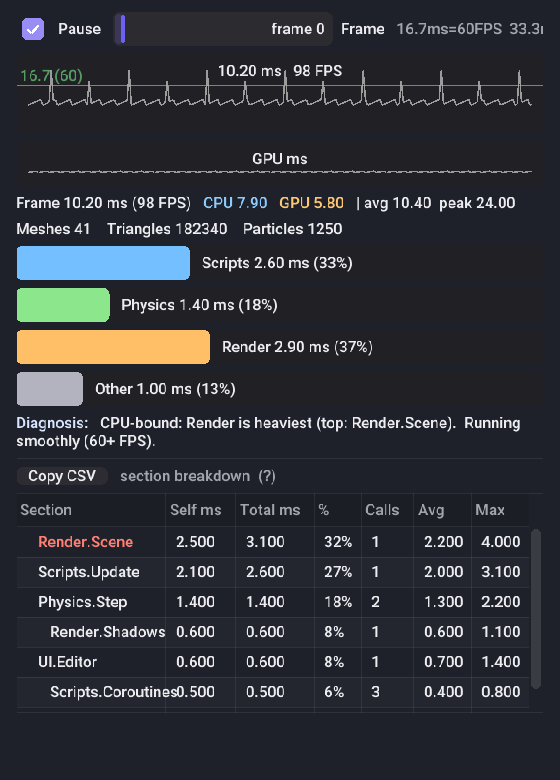 Pause frame 0 Frame 16.7ms=60FPS 33.3
16.7 (60) 10.20 ms 98 FPS
GPU ms
Frame 10.20 ms (98 FPS) CPU 7.90 GPU 5.80 | avg 10.40 peak 24.00
Meshes 41 Triangles 182340 Particles 1250
Scripts 2.60 ms (33%)
Physics 1.40 ms (18%)
Render 2.90 ms (37%)
Other 1.00 ms (13%)
Diagnosis: CPU-bound: Render is heaviest (top: Render.Scene). Running
smoothly (60+ FPS).
Copy CSV section breakdown (?)
Section Self ms Total ms % Calls Avg Max
Render.Scene 2.500 3.100 32% 1 2.200 4.000
Scripts.Update 2.100 2.600 27% 1 2.000 3.100
Physics.Step 1.400 1.400 18% 2 1.300 2.200
Render.Shadows 0.600 0.600 8% 1 0.600 1.100
UI.Editor 0.600 0.600 8% 1 0.700 1.400
Scripts.Coroutines 0.500 0.500 6% 3 0.400 0.800